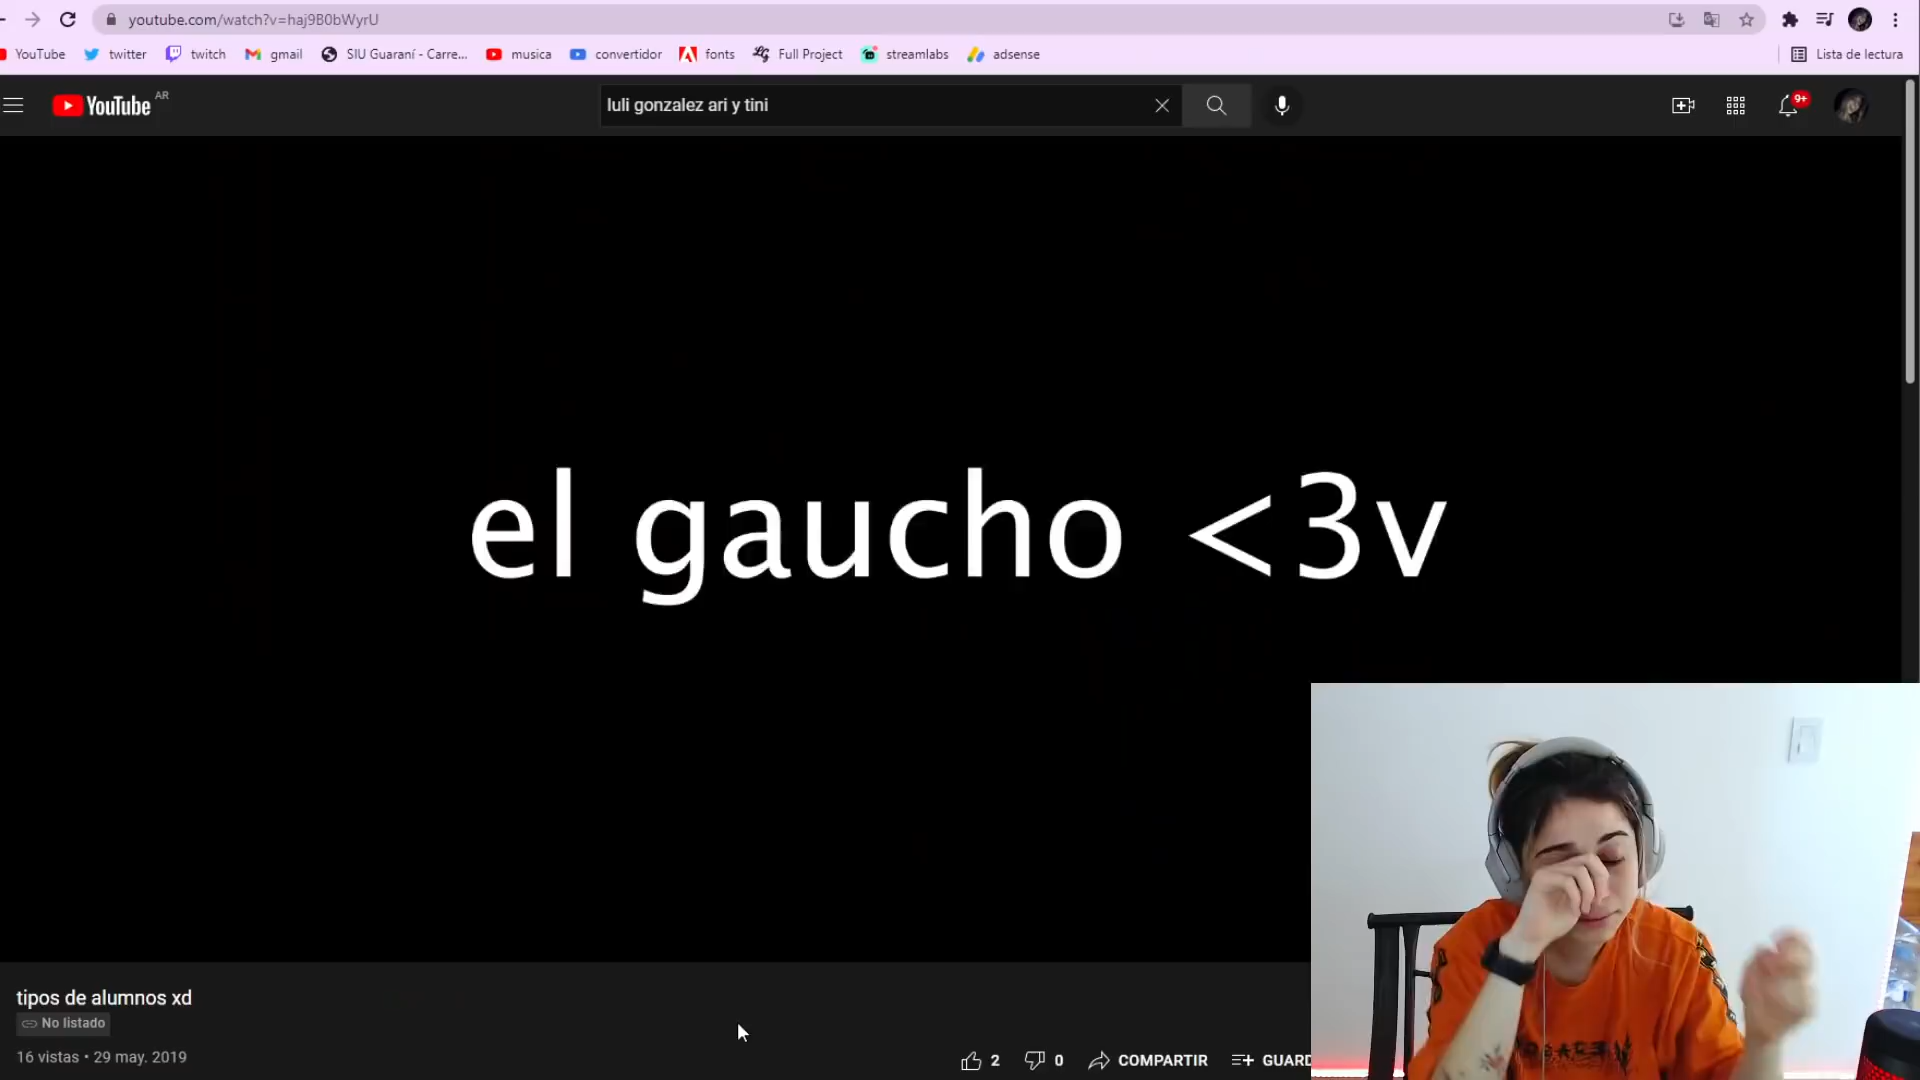 youtube.com/watch?v=haj9B0bWyrU
YouTube twitter twitch gmail SIU Guaraní - Carre... musica convertidor fonts Full Project streamlabs adsense Lista de lectura
YouTube AR
luli gonzalez ari y tini
9+
el gaucho <3v
tipos de alumnos xd
No listado
16 vistas • 29 may. 2019
2 0 COMPARTIR GUARD